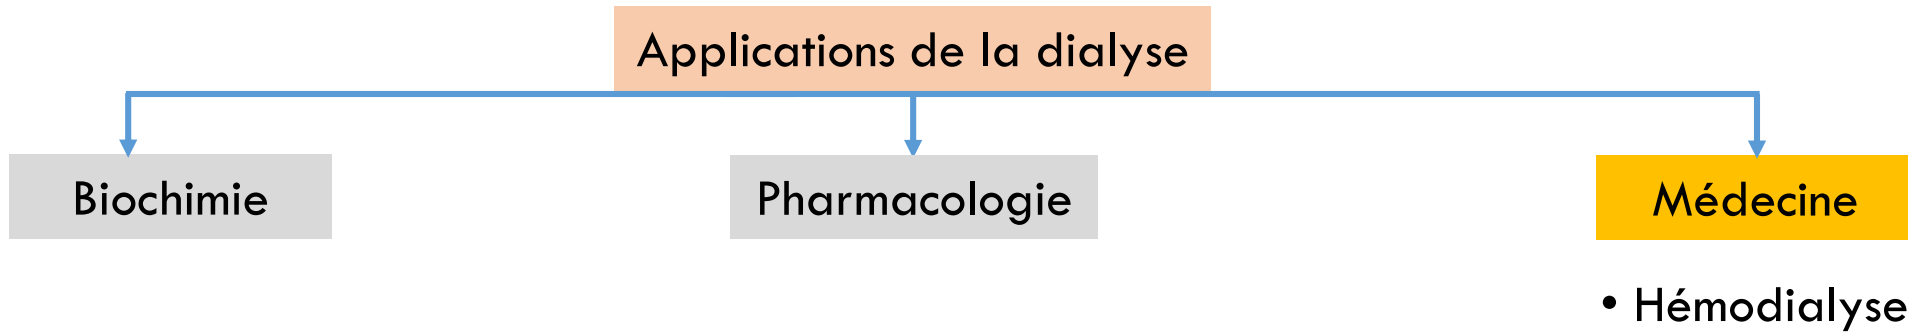 Applications de la dialyse
Biochimie
Pharmacologie
Médecine
• Hémodialyse